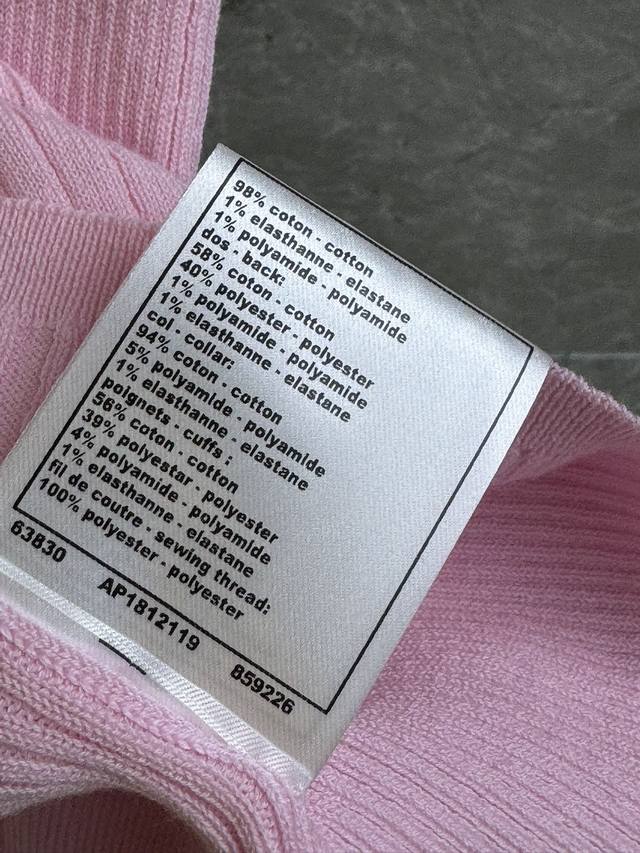 98% coton - cotton
1% elasthanne - elastane
1% polyamide - polyamide
dos - back:
58% coton - cotton
40% polyester - polyester
1% polyamide - polyamide
1% elasthanne - elastane
col - collar:
94% coton - cotton
5% polyamide - polyamide
1% elasthanne - elastane
poignets - cuffs :
56% coton - cotton
39% polyestar - polyester
4% polyamide - polyamide
1% elasthanne - elastane
fil de coutre - sewing thread:
100% polyester - polyester
63830 AP1812119 859226